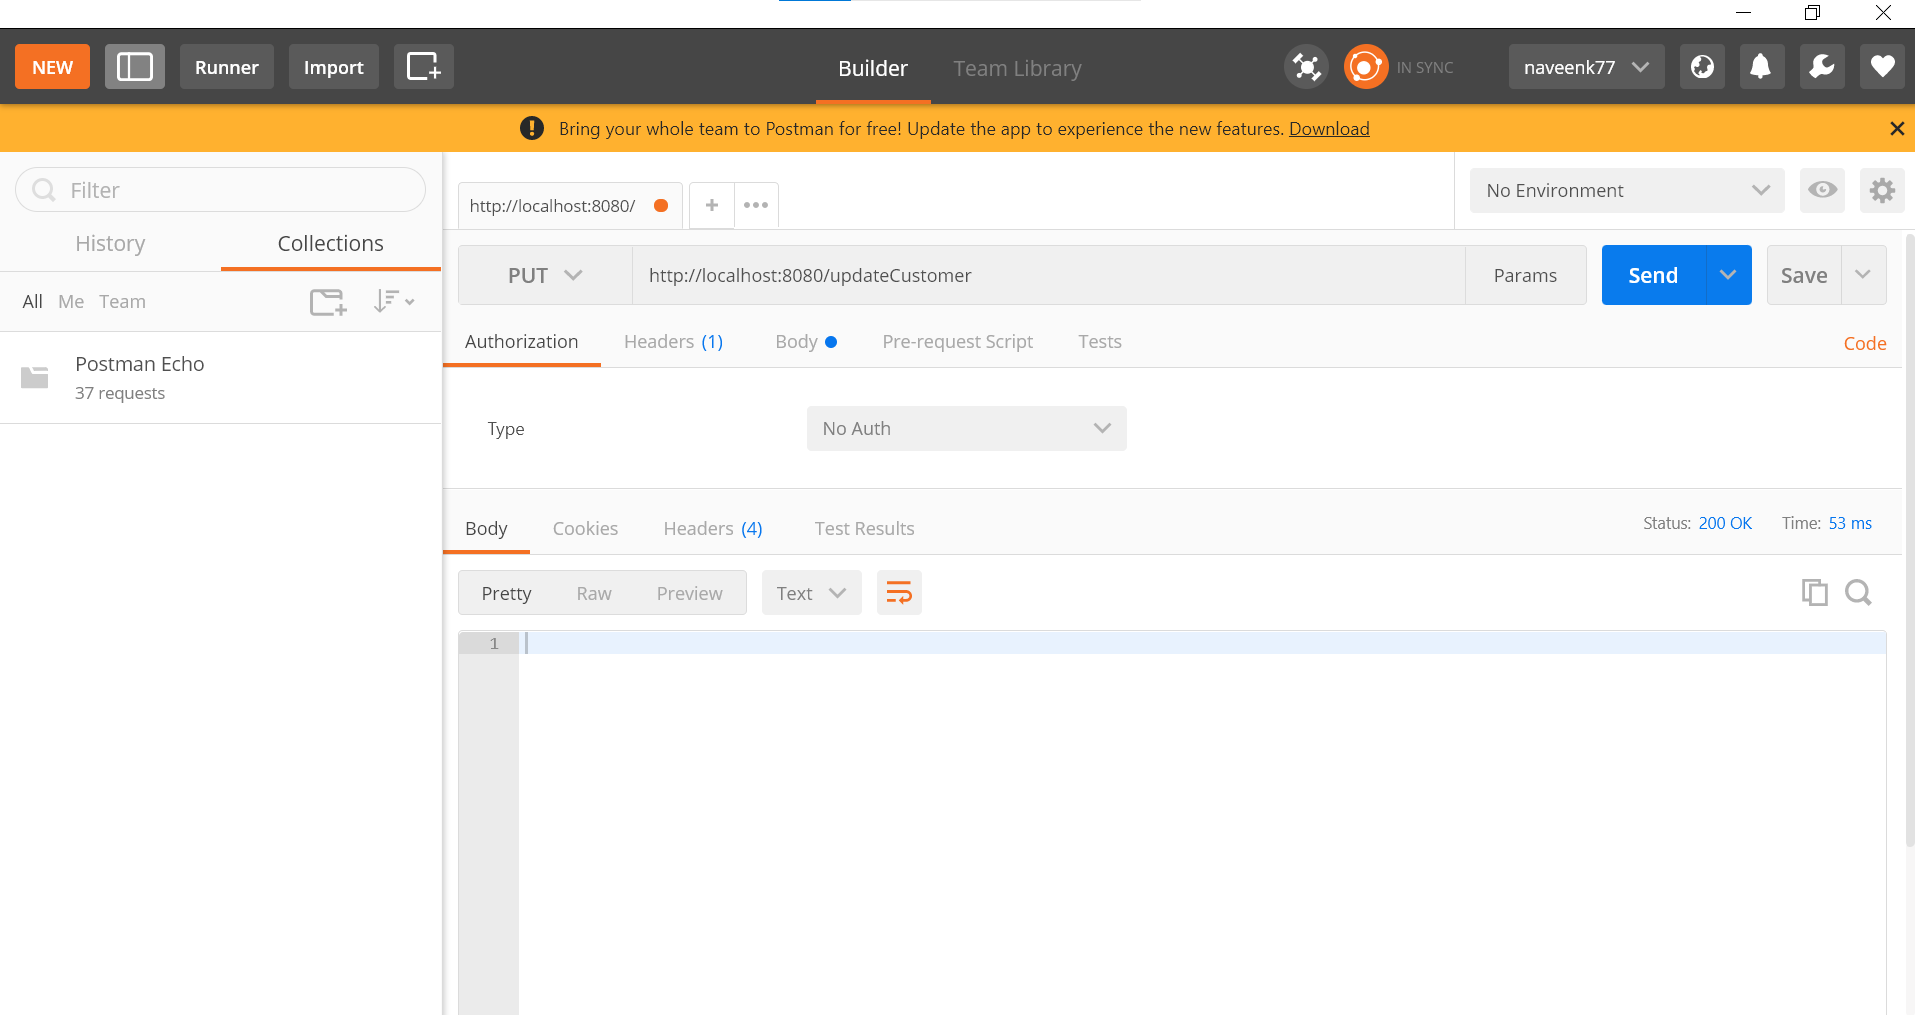 NEW Runner Import Builder Team Library IN SYNC naveenk77
Bring your whole team to Postman for free! Update the app to experience the new features. Download
Filter
History Collections
All Me Team
Postman Echo
37 requests
http://localhost:8080/ No Environment
PUT http://localhost:8080/updateCustomer Params Send Save
Authorization Headers (1) Body Pre-request Script Tests Code
Type No Auth
Body Cookies Headers (4) Test Results Status: 200 OK Time: 53 ms
Pretty Raw Preview Text
1